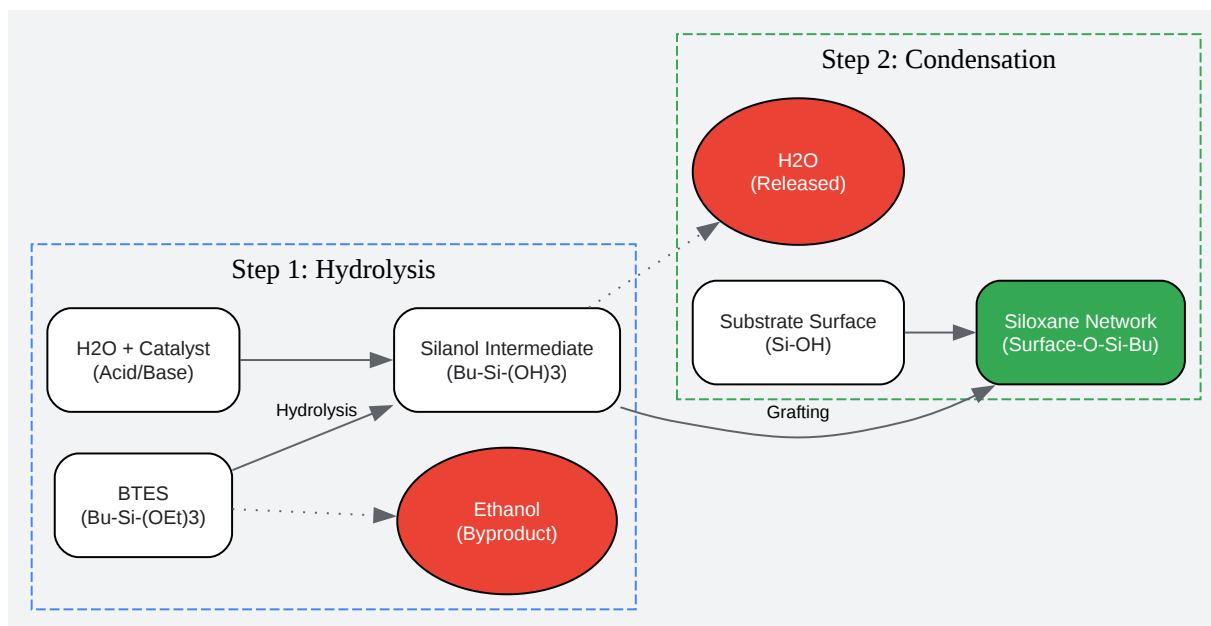 Step 2: Condensation
H2O
(Released)
Step 1: Hydrolysis
H2O + Catalyst
(Acid/Base)
Silanol Intermediate
(Bu-Si-(OH)3)
Substrate Surface
(Si-OH)
Siloxane Network
(Surface-O-Si-Bu)
Hydrolysis
Grafting
BTES
(Bu-Si-(OEt)3)
Ethanol
(Byproduct)